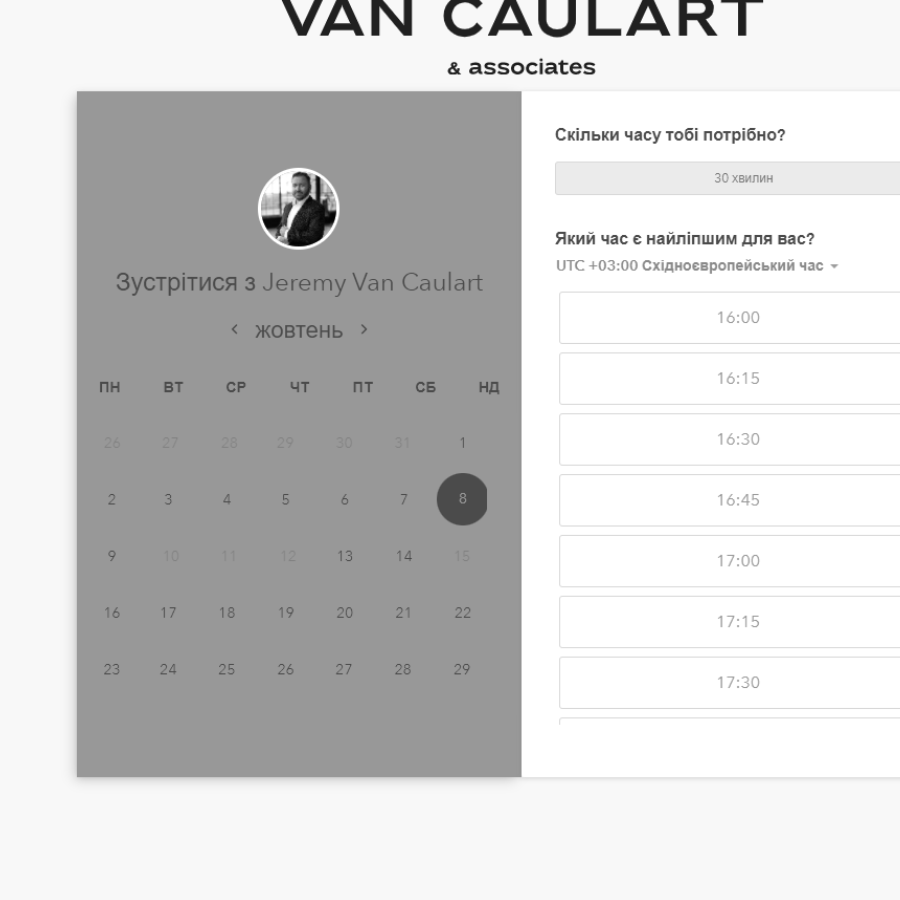 VAN CAULART
& associates
Зустрітися з Jeremy Van Caulart
жовтень
ПН ВТ СР ЧТ ПТ СБ НД
26 27 28 29 30 31 1
2 3 4 5 6 7 8
9 10 11 12 13 14 15
16 17 18 19 20 21 22
23 24 25 26 27 28 29
Скільки часу тобі потрібно?
30 хвилин
Який час є найліпшим для вас?
UTC +03:00 Східноєвропейський час
16:00
16:15
16:30
16:45
17:00
17:15
17:30